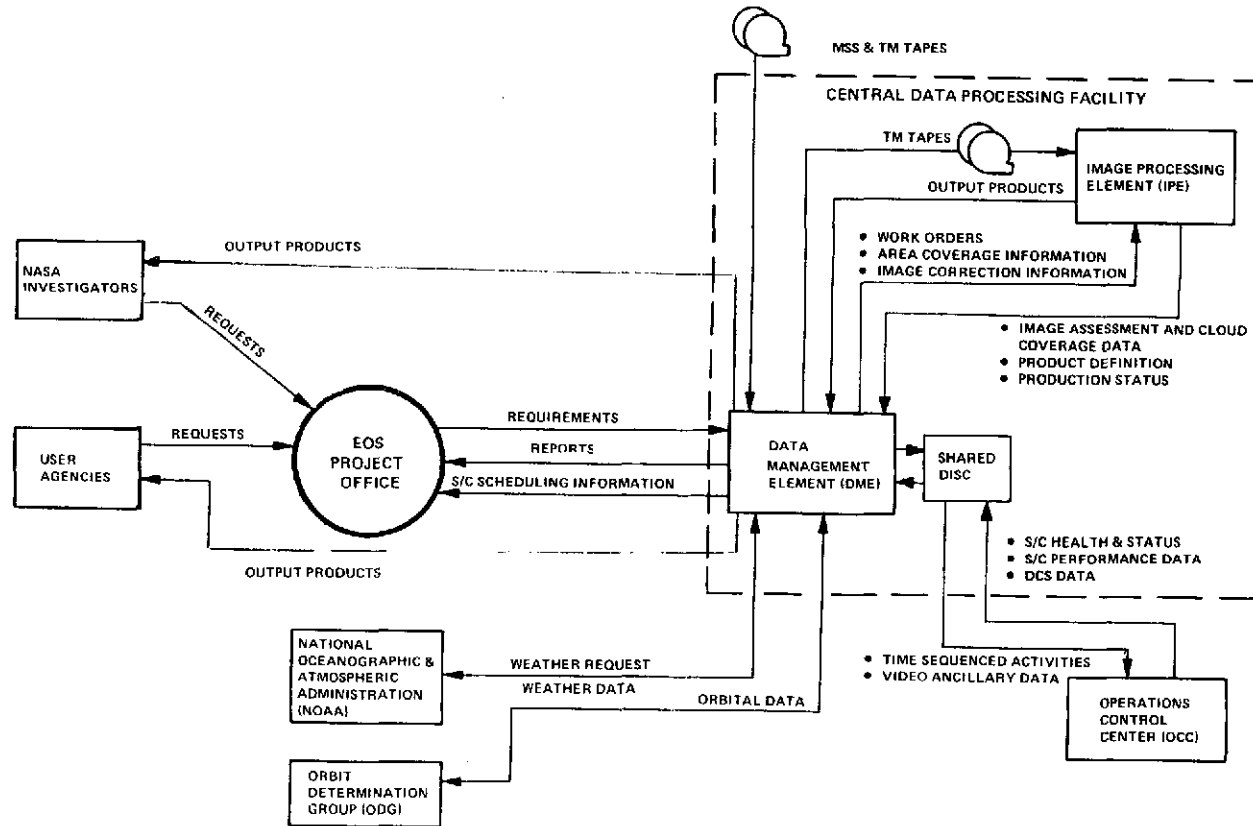 MSS & TM TAPES
CENTRAL DATA PROCESSING FACILITY
TM TAPES
IMAGE PROCESSING
ELEMENT (IPE)
OUTPUT PRODUCTS
• WORK ORDERS
• AREA COVERAGE INFORMATION
• IMAGE CORRECTION INFORMATION
OUTPUT PRODUCTS
NASA
INVESTIGATORS
REQUESTS
• IMAGE ASSESSMENT AND CLOUD
COVERAGE DATA
• PRODUCT DEFINITION
• PRODUCTION STATUS
USER
AGENCIES
REQUESTS
EOS
PROJECT
OFFICE
REQUIREMENTS
REPORTS
S/C SCHEDULING INFORMATION
DATA
MANAGEMENT
ELEMENT (DME)
SHARED
DISC
OUTPUT PRODUCTS
• S/C HEALTH & STATUS
• S/C PERFORMANCE DATA
• DCS DATA
NATIONAL
OCEANOGRAPHIC &
ATMOSPHERIC
ADMINISTRATION
(NOAA)
WEATHER REQUEST
WEATHER DATA
ORBITAL DATA
• TIME SEQUENCED ACTIVITIES
• VIDEO ANCILLARY DATA
OPERATIONS
CONTROL
CENTER (OCC)
ORBIT
DETERMINATION
GROUP (ODG)